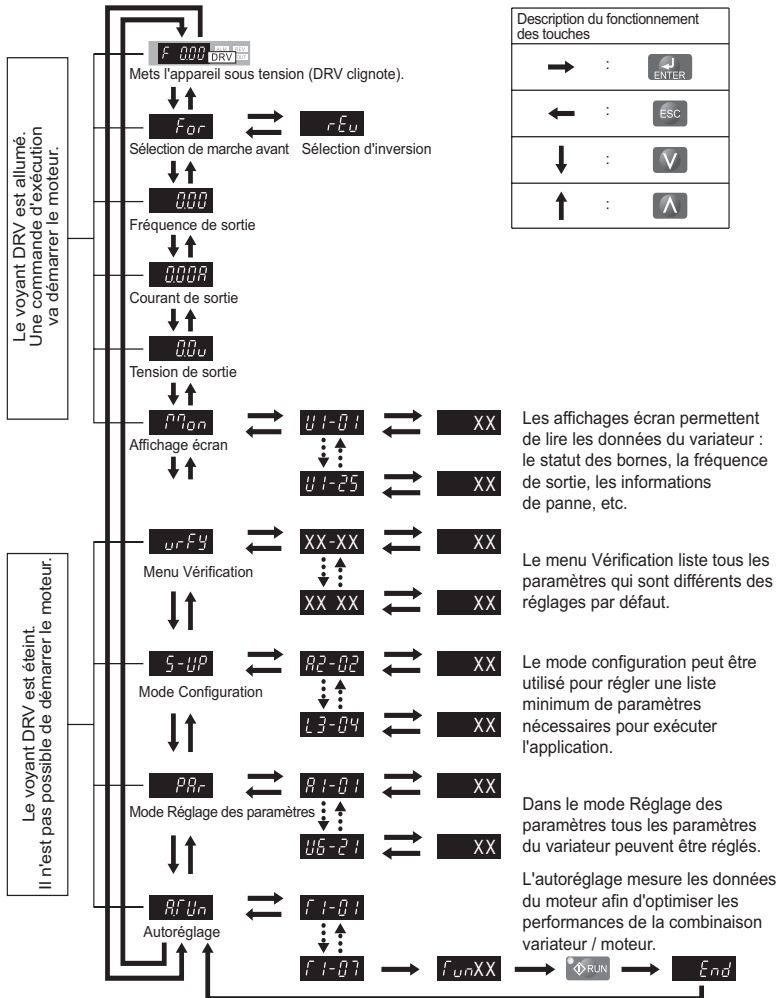 Description du fonctionnement
des touches
: ENTER
: ESC
: V
: Λ
Le voyant DRV est allumé.
Une commande d'exécution
va démarrer le moteur.
F 0.00 DRV ALM REV OUT
Mets l'appareil sous tension (DRV clignote).
For rEv
Sélection de marche avant Sélection d'inversion
0.00
Fréquence de sortie
0.00A
Courant de sortie
0.0v
Tension de sortie
Mon U1-01 XX
Affichage écran
U1-25 XX
Les affichages écran permettent
de lire les données du variateur :
le statut des bornes, la fréquence
de sortie, les informations
de panne, etc.
Le voyant DRV est éteint.
Il n'est pas possible de démarrer le moteur.
vrFY XX-XX XX
Menu Vérification
XX XX XX
Le menu Vérification liste tous les
paramètres qui sont différents des
réglages par défaut.
S-UP A2-02 XX
Mode Configuration
L3-04 XX
Le mode configuration peut être
utilisé pour régler une liste
minimum de paramètres
nécessaires pour exécuter
l'application.
PAr A1-01 XX
Mode Réglage des paramètres
U6-21 XX
Dans le mode Réglage des
paramètres tous les paramètres
du variateur peuvent être réglés.
A.TUn T1-01
Autoréglage
T1-07 TunXX RUN End
L'autoréglage mesure les données
du moteur afin d'optimiser les
performances de la combinaison
variateur / moteur.